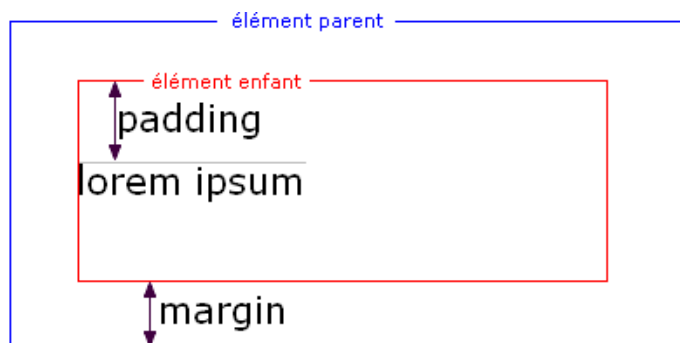 élément parent
élément enfant
padding
lorem ipsum
margin